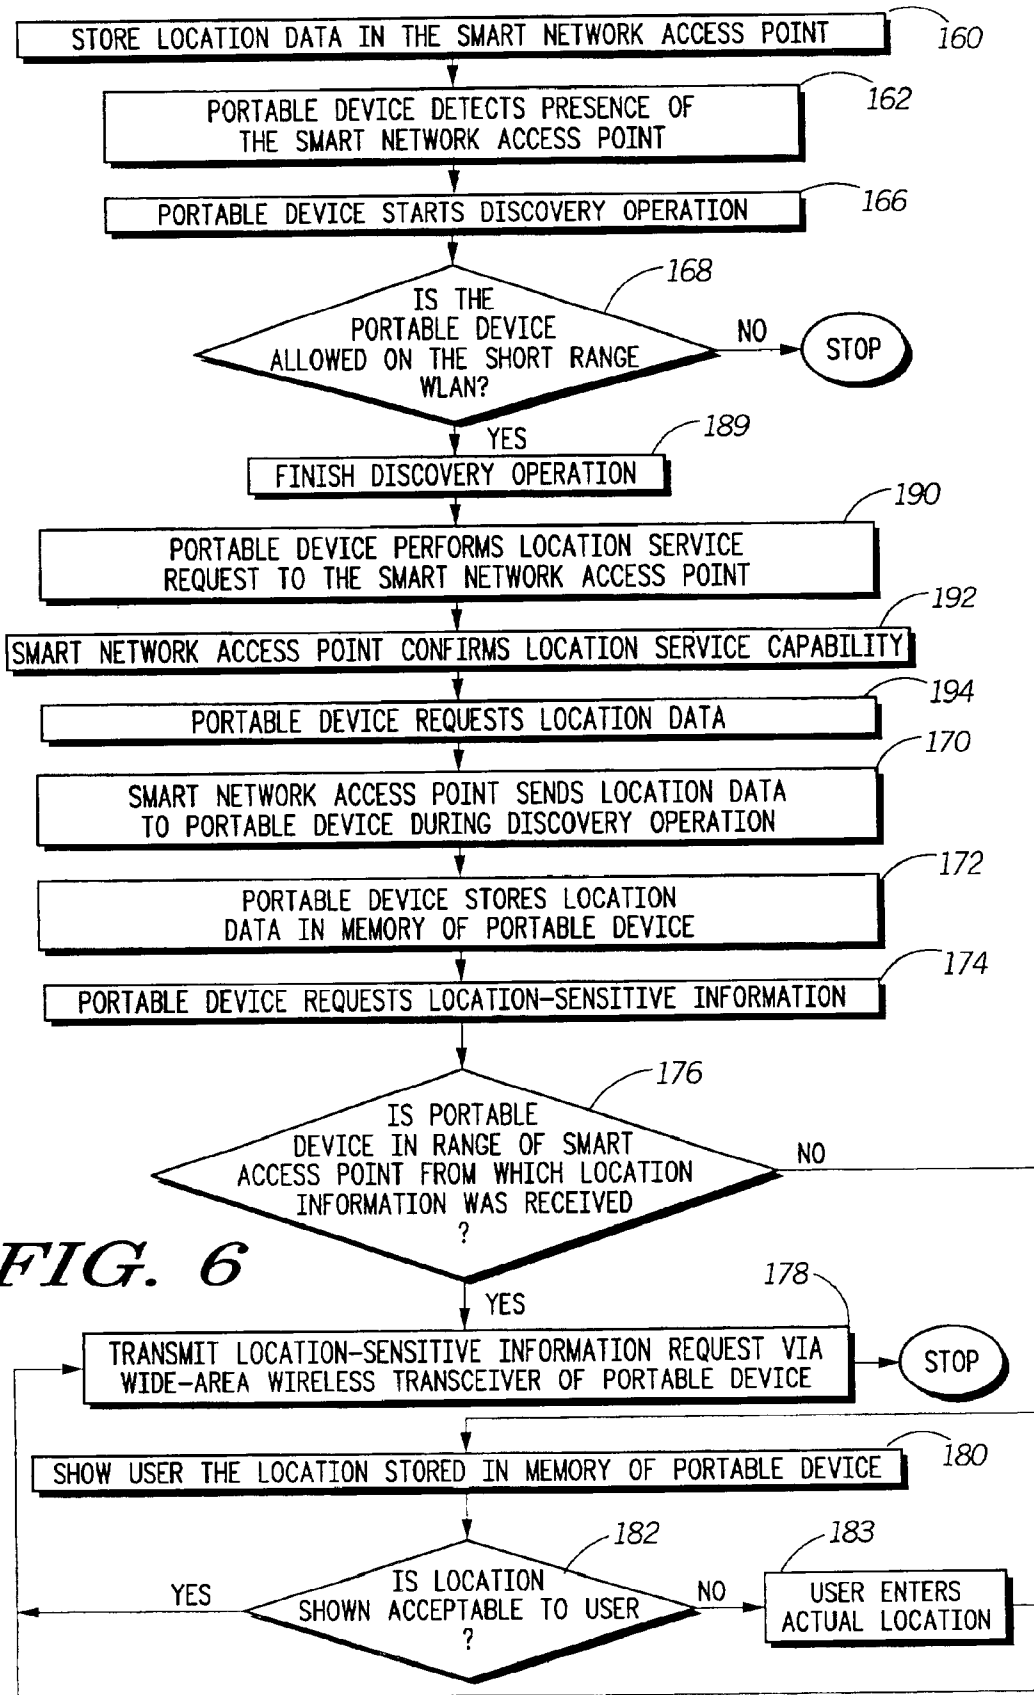 STORE LOCATION DATA IN THE SMART NETWORK ACCESS POINT
160
PORTABLE DEVICE DETECTS PRESENCE OF
THE SMART NETWORK ACCESS POINT
162
PORTABLE DEVICE STARTS DISCOVERY OPERATION
166
168
IS THE
PORTABLE DEVICE
ALLOWED ON THE SHORT RANGE
WLAN?
NO
STOP
YES
189
FINISH DISCOVERY OPERATION
190
PORTABLE DEVICE PERFORMS LOCATION SERVICE
REQUEST TO THE SMART NETWORK ACCESS POINT
192
SMART NETWORK ACCESS POINT CONFIRMS LOCATION SERVICE CAPABILITY
194
PORTABLE DEVICE REQUESTS LOCATION DATA
170
SMART NETWORK ACCESS POINT SENDS LOCATION DATA
TO PORTABLE DEVICE DURING DISCOVERY OPERATION
172
PORTABLE DEVICE STORES LOCATION
DATA IN MEMORY OF PORTABLE DEVICE
174
PORTABLE DEVICE REQUESTS LOCATION-SENSITIVE INFORMATION
176
IS PORTABLE
DEVICE IN RANGE OF SMART
ACCESS POINT FROM WHICH LOCATION
INFORMATION WAS RECEIVED
?
NO
FIG. 6
YES
178
TRANSMIT LOCATION-SENSITIVE INFORMATION REQUEST VIA
WIDE-AREA WIRELESS TRANSCEIVER OF PORTABLE DEVICE
STOP
180
SHOW USER THE LOCATION STORED IN MEMORY OF PORTABLE DEVICE
182
IS LOCATION
SHOWN ACCEPTABLE TO USER
?
YES
NO
183
USER ENTERS
ACTUAL LOCATION